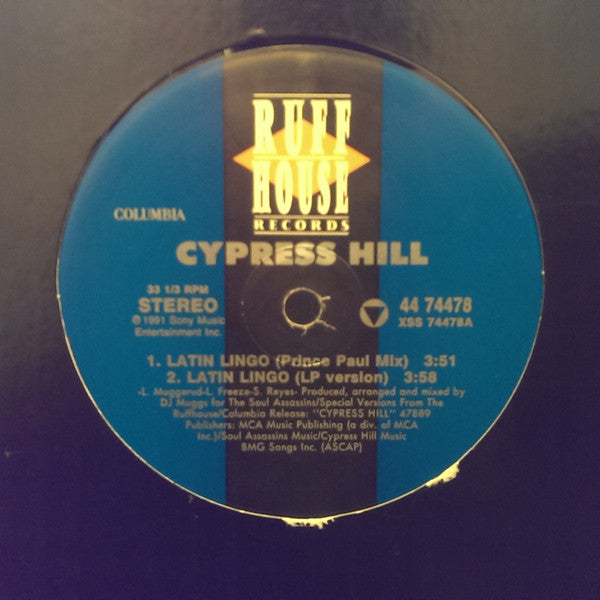 RUFF
HOUSE
RECORDS
COLUMBIA
CYPRESS HILL
33 1/3 RPM
STEREO
℗1991 Sony Music
Entertainment Inc.
44 74478
XSS 74478A
1. LATIN LINGO (Prince Paul Mix) 3:51
2. LATIN LINGO (LP version) 3:58
-L. Muggerud-L. Freeze-S. Reyes- Produced, arranged and mixed by
DJ Muggs for The Soul Assassins/Special Versions From The
Ruffhouse/Columbia Release: "CYPRESS HILL" 47889
Publishers: MCA Music Publishing (a div. of MCA
Inc.)/Soul Assassins Music/Cypress Hill Music
BMG Songs Inc. (ASCAP)